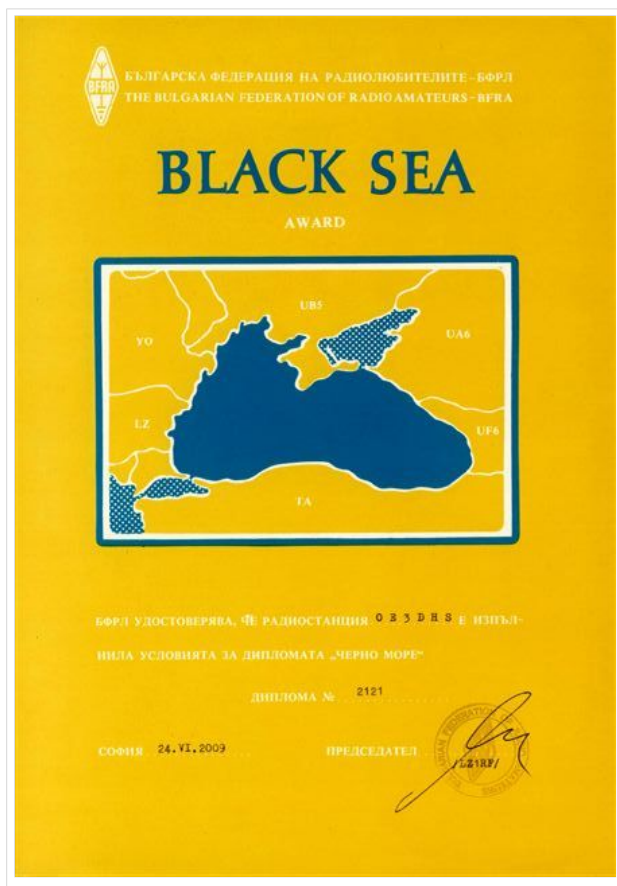 BFRA
БЪЛГАРСКА ФЕДЕРАЦИЯ НА РАДИОЛЮБИТЕЛИТЕ-БФРЛ
THE BULGARIAN FEDERATION OF RADIO AMATEURS-BFRA
BLACK SEA
AWARD
UB5
YO
UA6
LZ
UF6
TA
БФРЛ УДОСТОВЕРЯВА, ЧЕ РАДИОСТАНЦИЯ OE3DHS Е ИЗПЪЛ-
НИЛА УСЛОВИЯТА ЗА ДИПЛОМАТА „ЧЕРНО МОРЕ“
ДИПЛОМА № 2121
СОФИЯ 24.VI.2009 ПРЕДСЕДАТЕЛ
/LZ1RF/